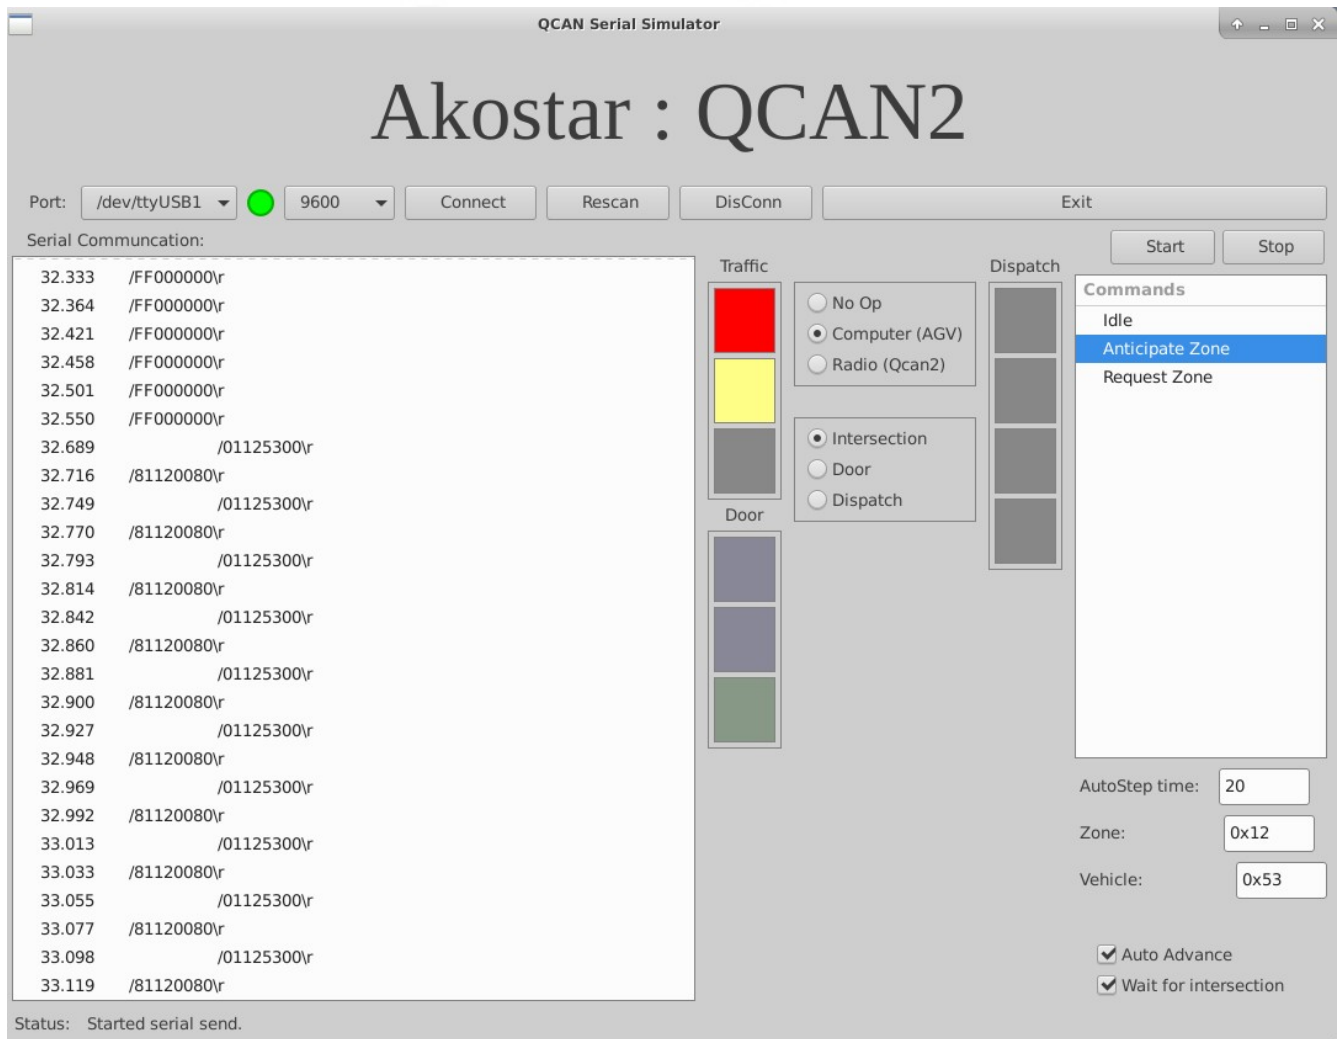 QCAN Serial Simulator
Akostar : QCAN2
Port: /dev/ttyUSB1 9600 Connect Rescan DisConn Exit
Serial Communcation:
32.333 /FF000000\r
32.364 /FF000000\r
32.421 /FF000000\r
32.458 /FF000000\r
32.501 /FF000000\r
32.550 /FF000000\r
32.689 /01125300\r
32.716 /81120080\r
32.749 /01125300\r
32.770 /81120080\r
32.793 /01125300\r
32.814 /81120080\r
32.842 /01125300\r
32.860 /81120080\r
32.881 /01125300\r
32.900 /81120080\r
32.927 /01125300\r
32.948 /81120080\r
32.969 /01125300\r
32.992 /81120080\r
33.013 /01125300\r
33.033 /81120080\r
33.055 /01125300\r
33.077 /81120080\r
33.098 /01125300\r
33.119 /81120080\r
Traffic
Door
No Op
Computer (AGV)
Radio (Qcan2)
Intersection
Door
Dispatch
Dispatch
Start Stop
Commands
Idle
Anticipate Zone
Request Zone
AutoStep time: 20
Zone: 0x12
Vehicle: 0x53
Auto Advance
Wait for intersection
Status: Started serial send.